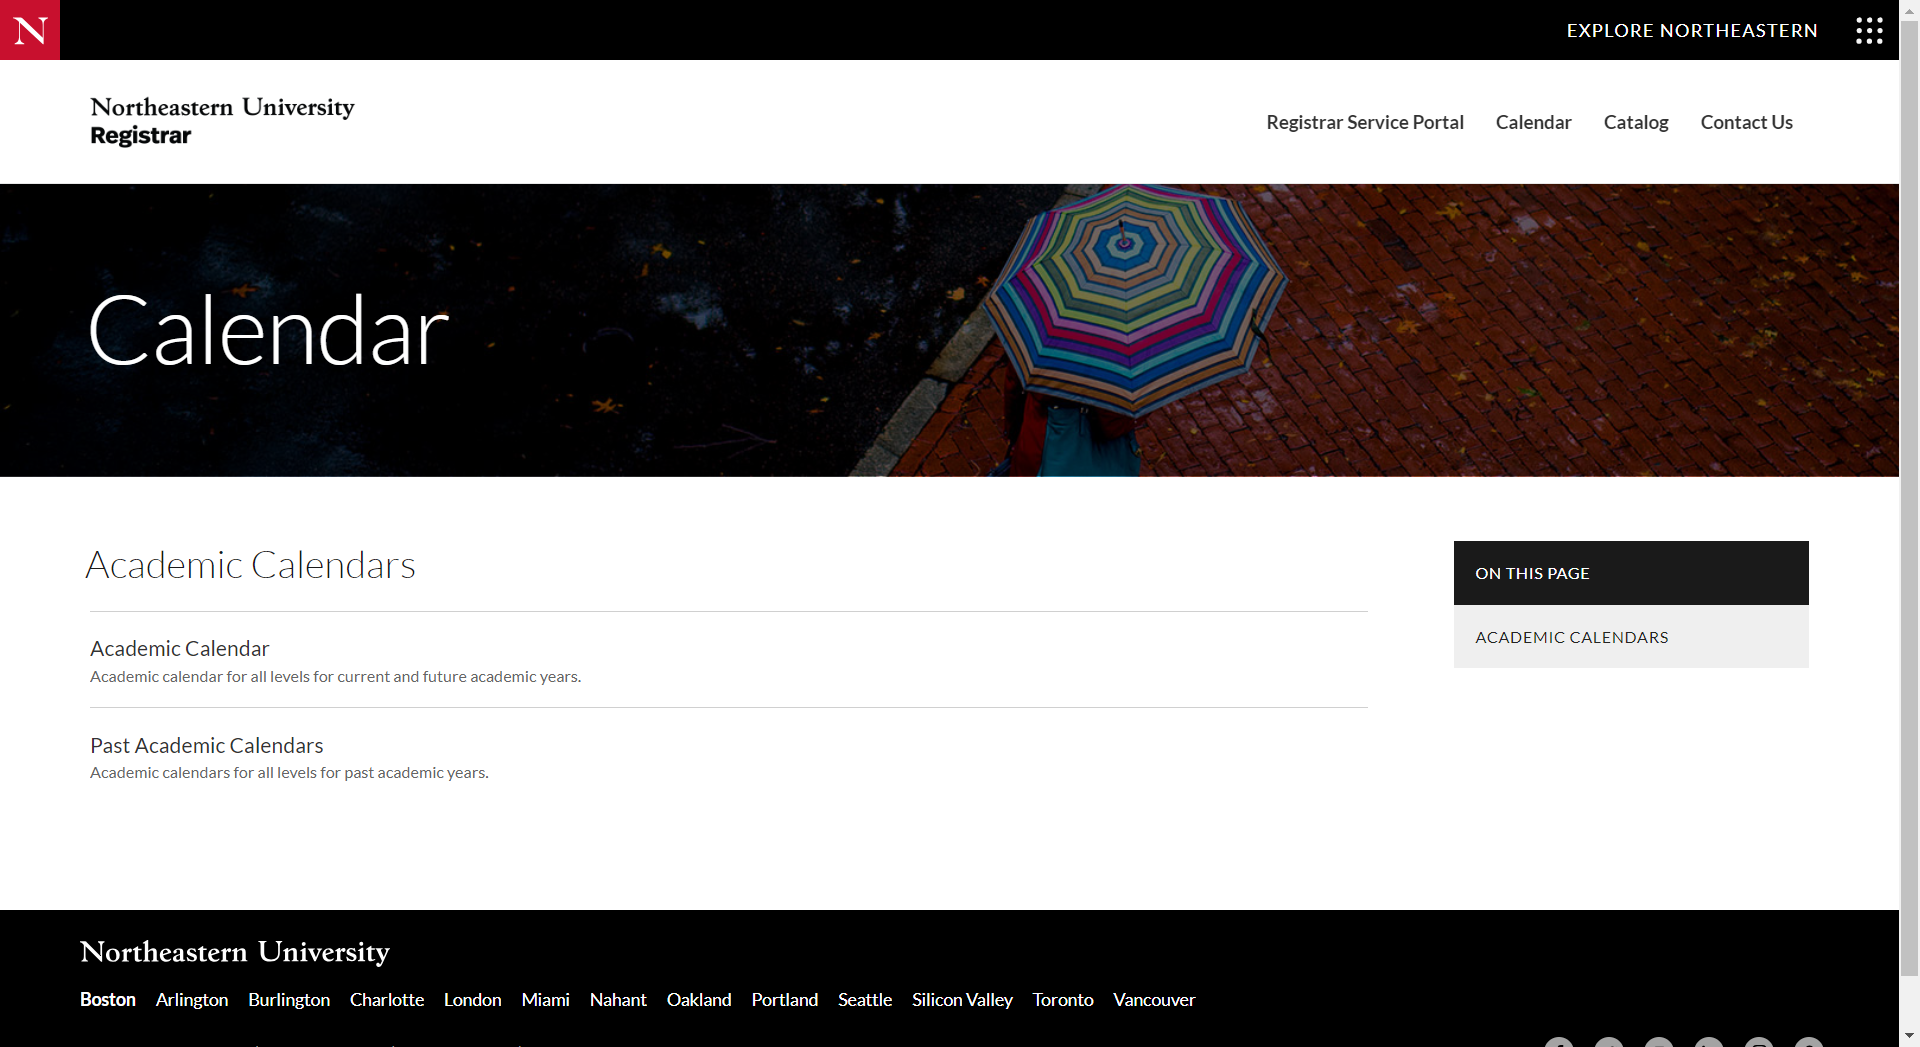 N
EXPLORE NORTHEASTERN
Northeastern University
Registrar
Registrar Service Portal
Calendar
Catalog
Contact Us
Calendar
Academic Calendars
ON THIS PAGE
ACADEMIC CALENDARS
Academic Calendar
Academic calendar for all levels for current and future academic years.
Past Academic Calendars
Academic calendars for all levels for past academic years.
Northeastern University
Boston Arlington Burlington Charlotte London Miami Nahant Oakland Portland Seattle Silicon Valley Toronto Vancouver